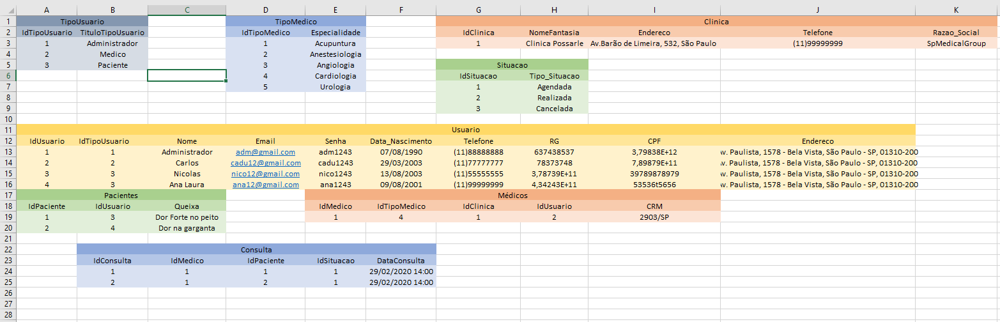 A B C D E F G H I J K
1 TipoUsuario TipoMedico Clinica
2 IdTipoUsuario TituloTipoUsuario IdTipoMedico Especialidade IdClinica NomeFantasia Endereco Telefone Razao_Social
3 1 Administrador 1 Acupuntura 1 Clinica Possarle Av.Barão de Limeira, 532, São Paulo (11)99999999 SpMedicalGroup
4 2 Medico 2 Anestesiologia
5 3 Paciente 3 Angiologia Situacao
6 4 Cardiologia IdSituacao Tipo_Situacao
7 5 Urologia 1 Agendada
8 2 Realizada
9 3 Cancelada
10
11 Usuario
12 IdUsuario IdTipoUsuario Nome Email Senha Data_Nascimento Telefone RG CPF Endereco
13 1 1 Administrador adm@gmail.com adm1243 07/08/1990 (11)88888888 637438537 3,79838E+12 v. Paulista, 1578 - Bela Vista, São Paulo - SP, 01310-200
14 2 2 Carlos cadu12@gmail.com cadu1243 29/03/2003 (11)77777777 78373748 7,89879E+11 v. Paulista, 1578 - Bela Vista, São Paulo - SP, 01310-200
15 3 3 Nicolas nico12@gmail.com nico1243 13/08/2003 (11)55555555 3,78739E+11 39789878979 v. Paulista, 1578 - Bela Vista, São Paulo - SP, 01310-200
16 4 3 Ana Laura ana12@gmail.com ana1243 09/08/2001 (11)99999999 4,34243E+11 53536t5656 v. Paulista, 1578 - Bela Vista, São Paulo - SP, 01310-200
17 Pacientes Médicos
18 IdPaciente IdUsuario Queixa IdMedico IdTipoMedico IdClinica IdUsuario CRM
19 1 3 Dor Forte no peito 1 4 1 2 2903/SP
20 2 4 Dor na garganta
21
22 Consulta
23 IdConsulta IdMedico IdPaciente IdSituacao DataConsulta
24 1 1 1 1 29/02/2020 14:00
25 2 1 2 1 29/02/2020 14:00
26
27
28